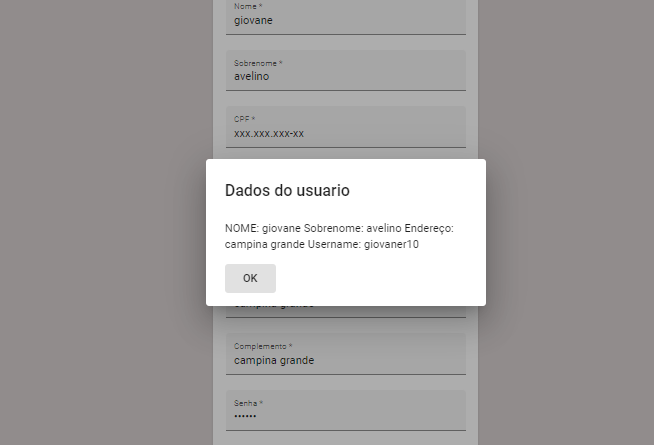 Nome *
giovane
Sobrenome *
avelino
CPF *
xxx.xxx.xxx-xx
Dados do usuario
NOME: giovane Sobrenome: avelino Endereço:
campina grande Username: giovaner10
OK
campina grande
Complemento *
campina grande
Senha *
••••••